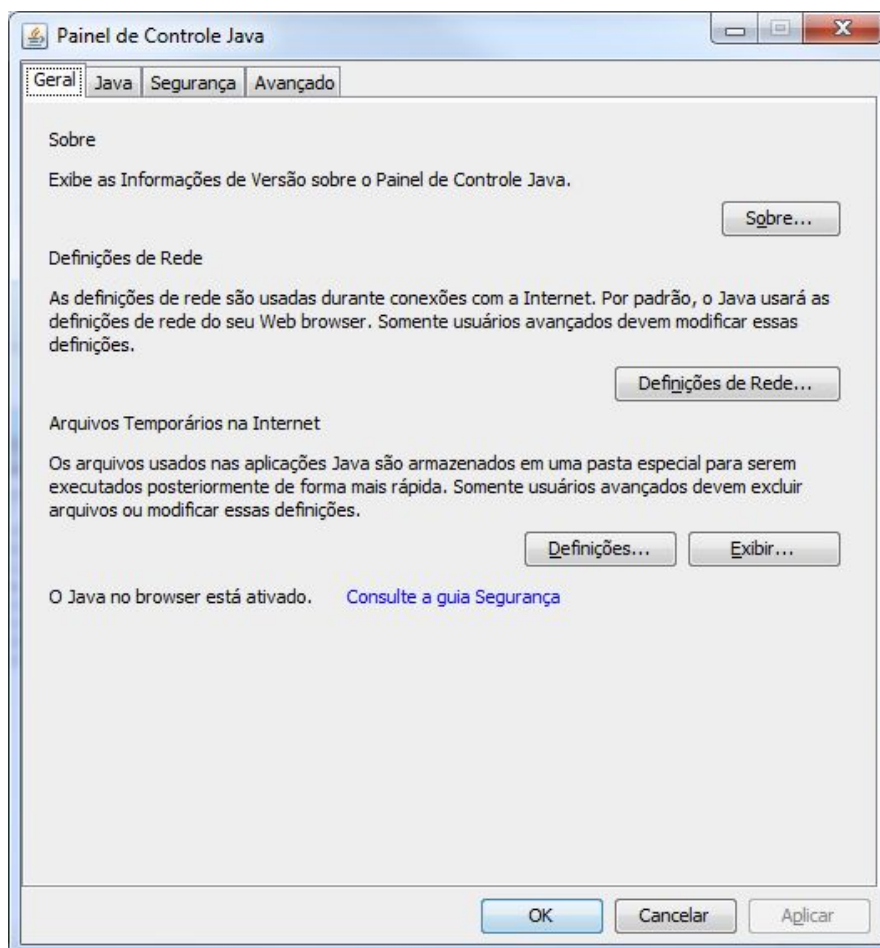 Painel de Controle Java
Geral Java Segurança Avançado
Sobre
Exibe as Informações de Versão sobre o Painel de Controle Java.
Sobre...
Definições de Rede
As definições de rede são usadas durante conexões com a Internet. Por padrão, o Java usará as
definições de rede do seu Web browser. Somente usuários avançados devem modificar essas
definições.
Definições de Rede...
Arquivos Temporários na Internet
Os arquivos usados nas aplicações Java são armazenados em uma pasta especial para serem
executados posteriormente de forma mais rápida. Somente usuários avançados devem excluir
arquivos ou modificar essas definições.
Definições... Exibir...
O Java no browser está ativado. Consulte a guia Segurança
OK Cancelar Aplicar